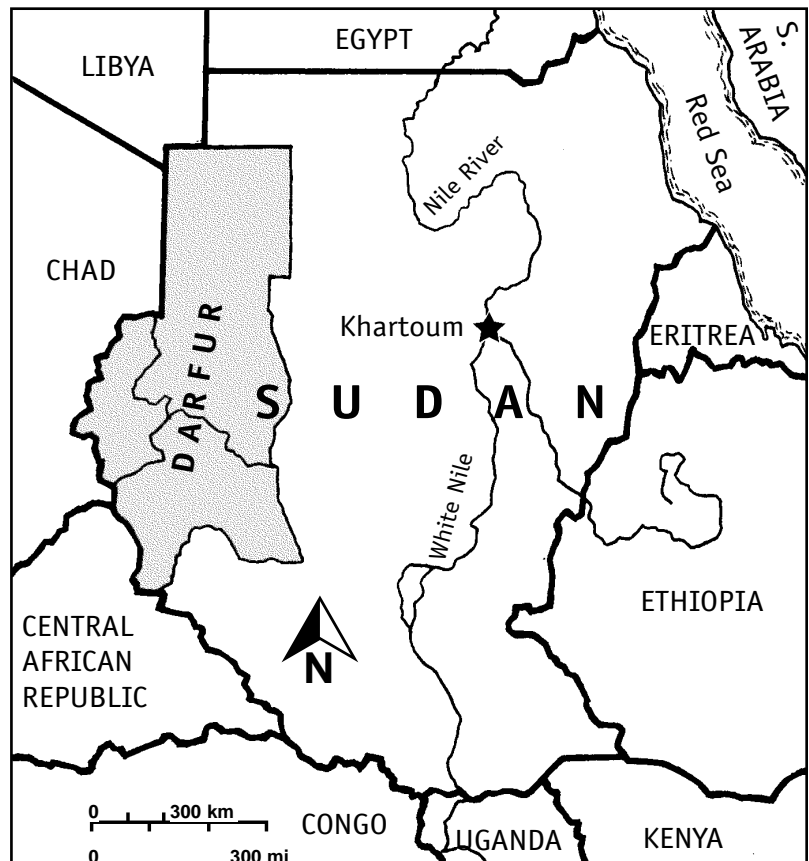 EGYPT
LIBYA
S.
ARABIA
Red Sea
Nile River
CHAD
Khartoum
ERITREA
DARFUR
SUDAN
White Nile
ETHIOPIA
CENTRAL
AFRICAN
REPUBLIC
N
0 300 km
0 300 mi
CONGO
UGANDA
KENYA